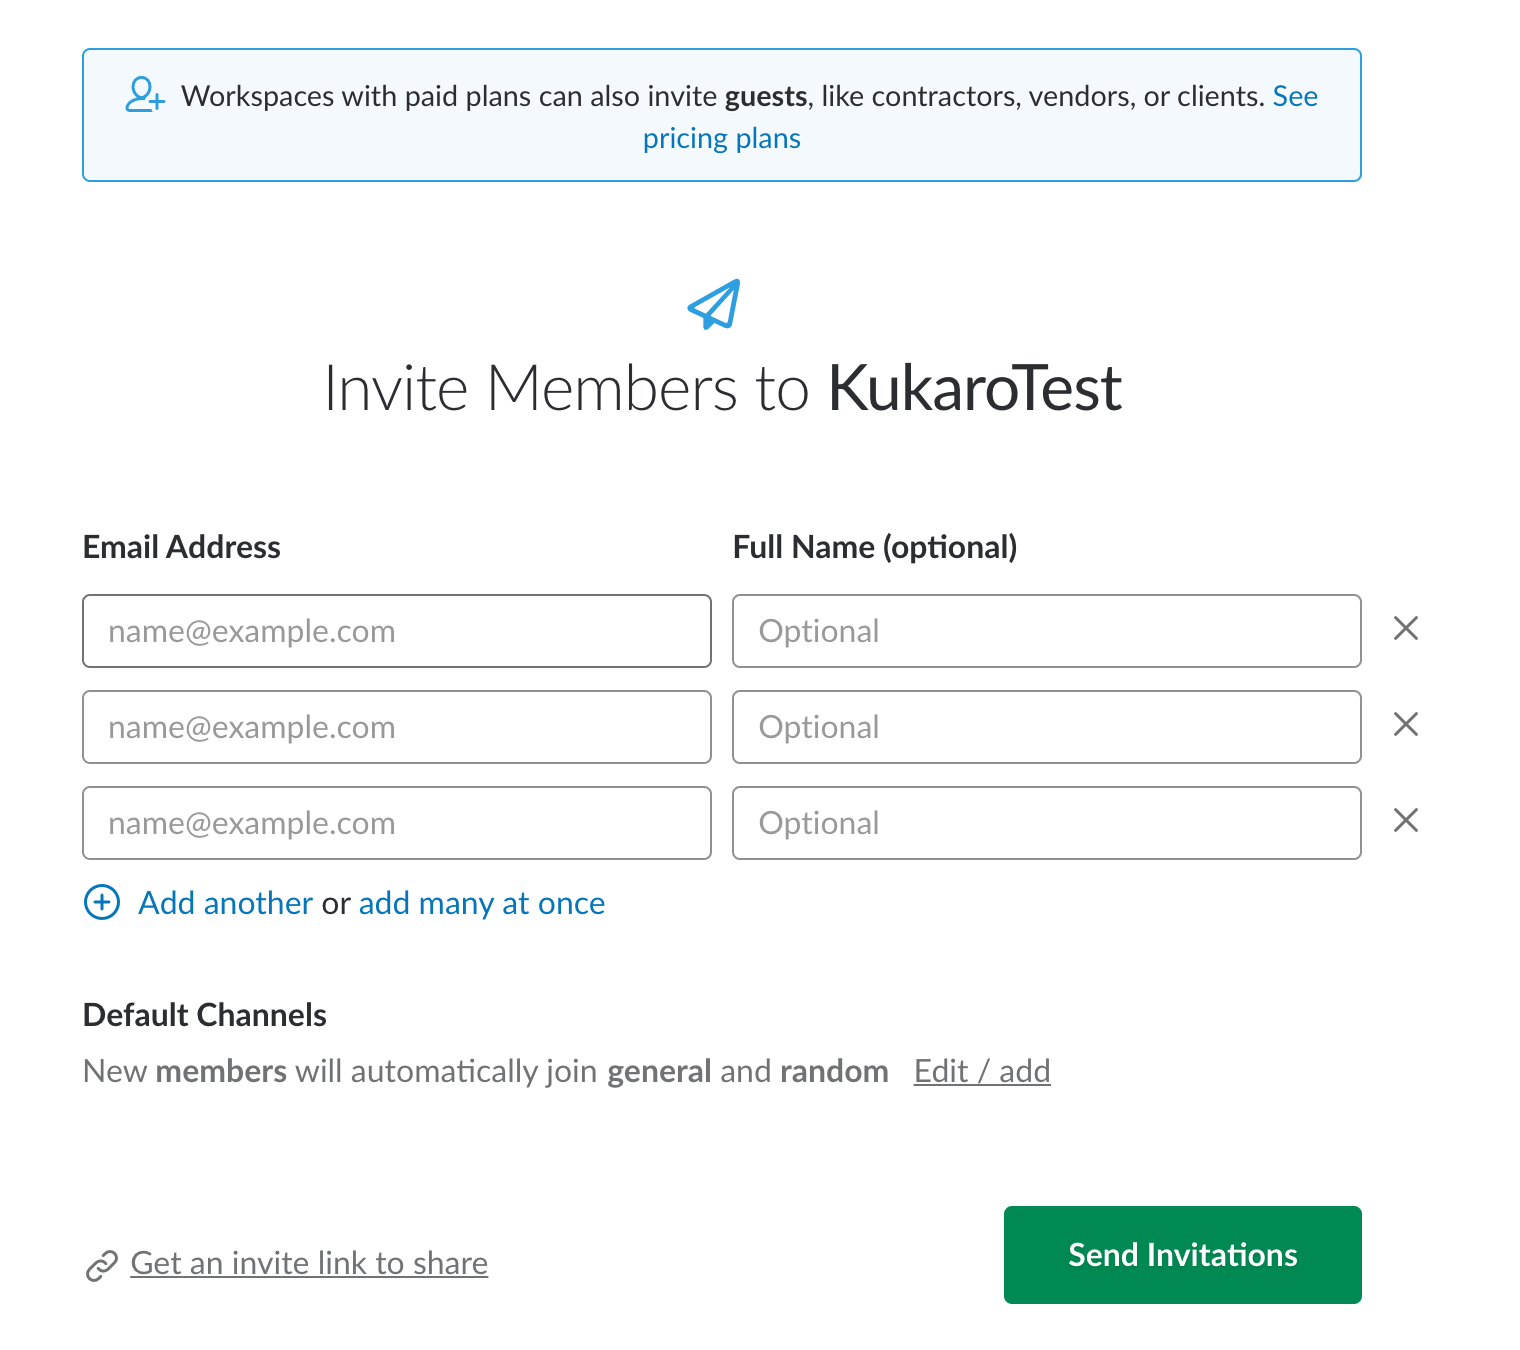 Workspaces with paid plans can also invite guests, like contractors, vendors, or clients. See
pricing plans
Invite Members to KukaroTest
Email Address Full Name (optional)
name@example.com Optional
name@example.com Optional
name@example.com Optional
Add another or add many at once
Default Channels
New members will automatically join general and random Edit / add
Get an invite link to share Send Invitations